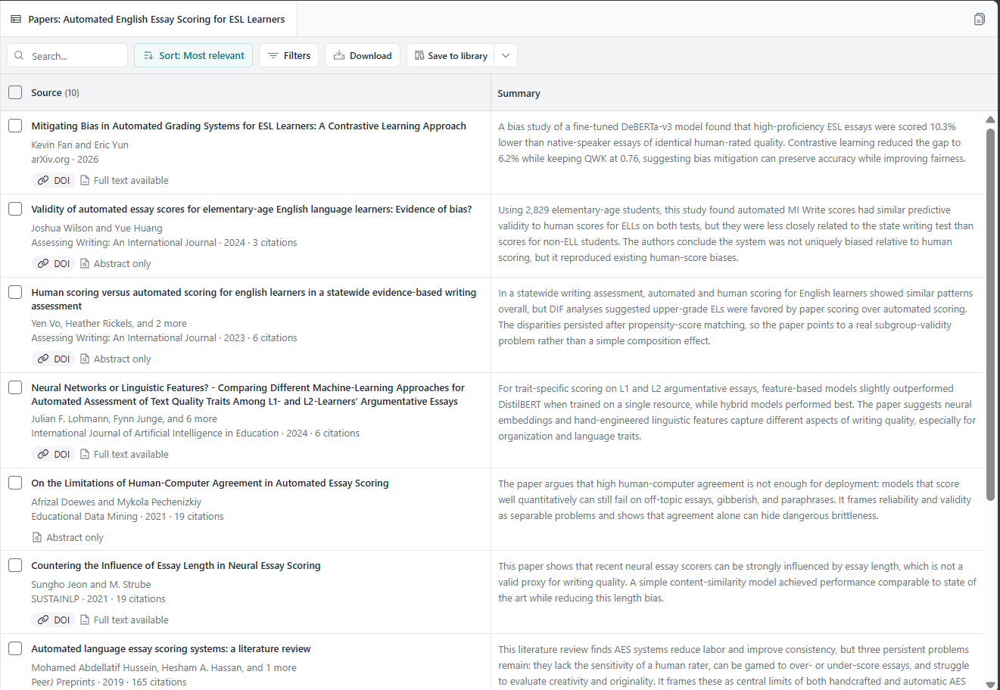 Papers: Automated English Essay Scoring for ESL Learners
Search...
Sort: Most relevant
Filters
Download
Save to library
Source (10)
Summary
Mitigating Bias in Automated Grading Systems for ESL Learners: A Contrastive Learning Approach
Kevin Fan and Eric Yun
arXiv.org · 2026
DOI
Full text available
A bias study of a fine-tuned DeBERTa-v3 model found that high-proficiency ESL essays were scored 10.3%
lower than native-speaker essays of identical human-rated quality. Contrastive learning reduced the gap to
6.2% while keeping QWK at 0.76, suggesting bias mitigation can preserve accuracy while improving fairness.
Validity of automated essay scores for elementary-age English language learners: Evidence of bias?
Joshua Wilson and Yue Huang
Assessing Writing: An International Journal · 2024 · 3 citations
DOI
Abstract only
Using 2,829 elementary-age students, this study found automated MI Write scores had similar predictive
validity to human scores for ELLs on both tests, but they were less closely related to the state writing test than
scores for non-ELL students. The authors conclude the system was not uniquely biased relative to human
scoring, but it reproduced existing human-score biases.
Human scoring versus automated scoring for english learners in a statewide evidence-based writing
assessment
Yen Vo, Heather Rickels, and 2 more
Assessing Writing: An International Journal · 2023 · 6 citations
DOI
Abstract only
In a statewide writing assessment, automated and human scoring for English learners showed similar patterns
overall, but DIF analyses suggested upper-grade ELs were favored by paper scoring over automated scoring.
The disparities persisted after propensity-score matching, so the paper points to a real subgroup-validity
problem rather than a simple composition effect.
Neural Networks or Linguistic Features? - Comparing Different Machine-Learning Approaches for
Automated Assessment of Text Quality Traits Among L1- and L2-Learners’ Argumentative Essays
Julian F. Lohmann, Fynn Junge, and 6 more
International Journal of Artificial Intelligence in Education · 2024 · 6 citations
DOI
Full text available
For trait-specific scoring on L1 and L2 argumentative essays, feature-based models slightly outperformed
DistilBERT when trained on a single resource, while hybrid models performed best. The paper suggests neural
embeddings and hand-engineered linguistic features capture different aspects of writing quality, especially for
organization and language traits.
On the Limitations of Human-Computer Agreement in Automated Essay Scoring
Afrizal Doewes and Mykola Pechenizkiy
Educational Data Mining · 2021 · 19 citations
Abstract only
The paper argues that high human-computer agreement is not enough for deployment: models that score
well quantitatively can still fail on off-topic essays, gibberish, and paraphrases. It frames reliability and validity
as separable problems and shows that agreement alone can hide dangerous brittleness.
Countering the Influence of Essay Length in Neural Essay Scoring
Sungho Jeon and M. Strube
SUSTAINLP · 2021 · 19 citations
DOI
Full text available
This paper shows that recent neural essay scorers can be strongly influenced by essay length, which is not a
valid proxy for writing quality. A simple content-similarity model achieved performance comparable to state of
the art while reducing this length bias.
Automated language essay scoring systems: a literature review
Mohamed Abdellatif Hussein, Hesham A. Hassan, and 1 more
PeerJ Preprints · 2019 · 165 citations
This literature review finds AES systems reduce labor and improve consistency, but three persistent problems
remain: they lack the sensitivity of a human rater, can be gamed to over- or under-score essays, and struggle
to evaluate creativity and originality. It frames these as central limits of both handcrafted and automatic AES